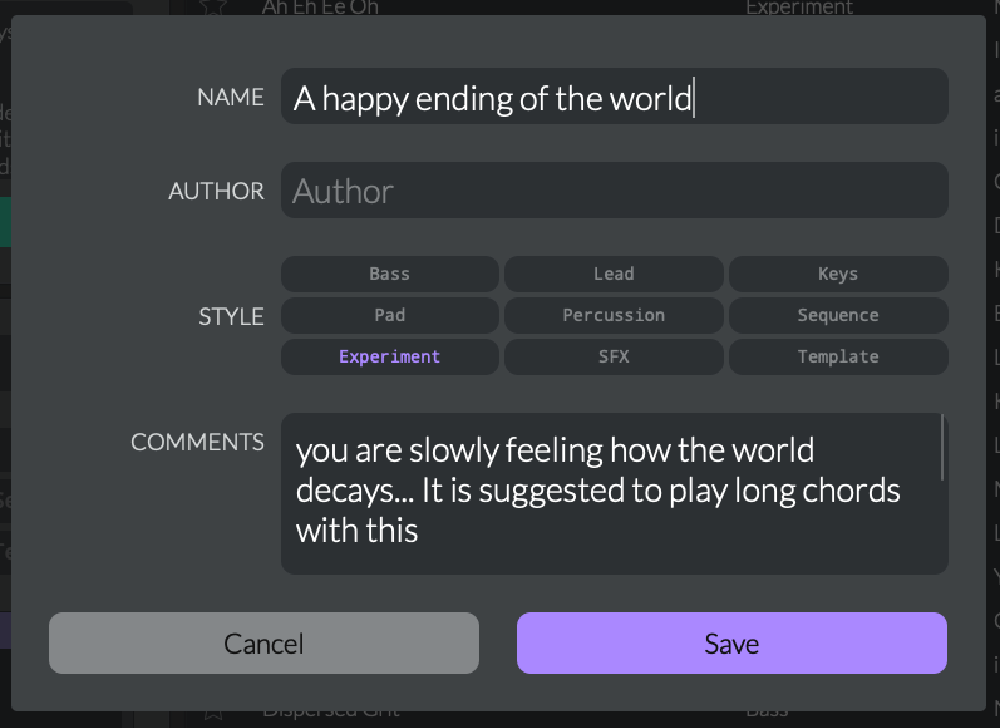 Ah Eh Ee Oh Experiment
NAME A happy ending of the world
AUTHOR Author
Bass Lead Keys
STYLE Pad Percussion Sequence
Experiment SFX Template
COMMENTS you are slowly feeling how the world
decays... It is suggested to play long chords
with this
Cancel Save
Dispersed Grit Bass